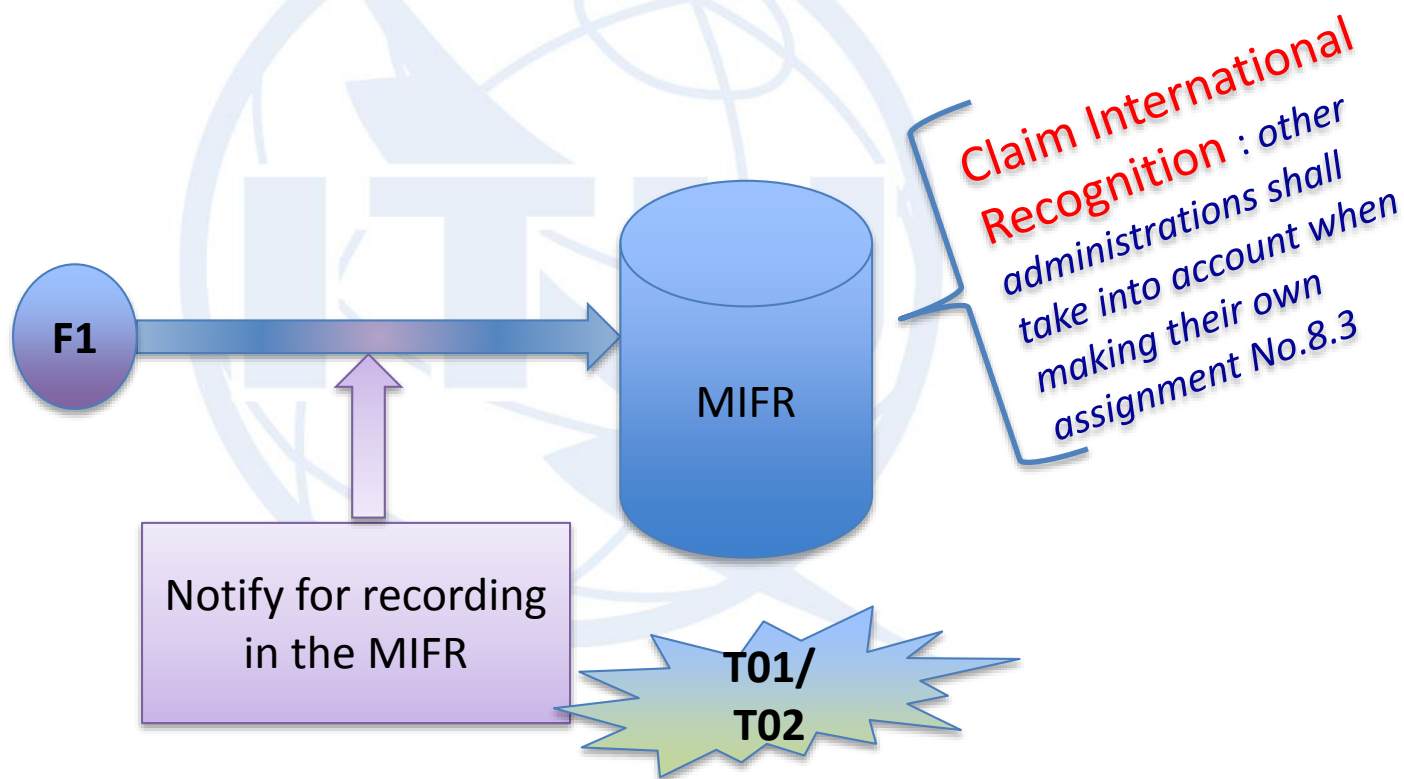 F1
MIFR
Claim International
Recognition : other
administrations shall
take into account when
making their own
assignment No.8.3
Notify for recording
in the MIFR
T01/
T02
ITU